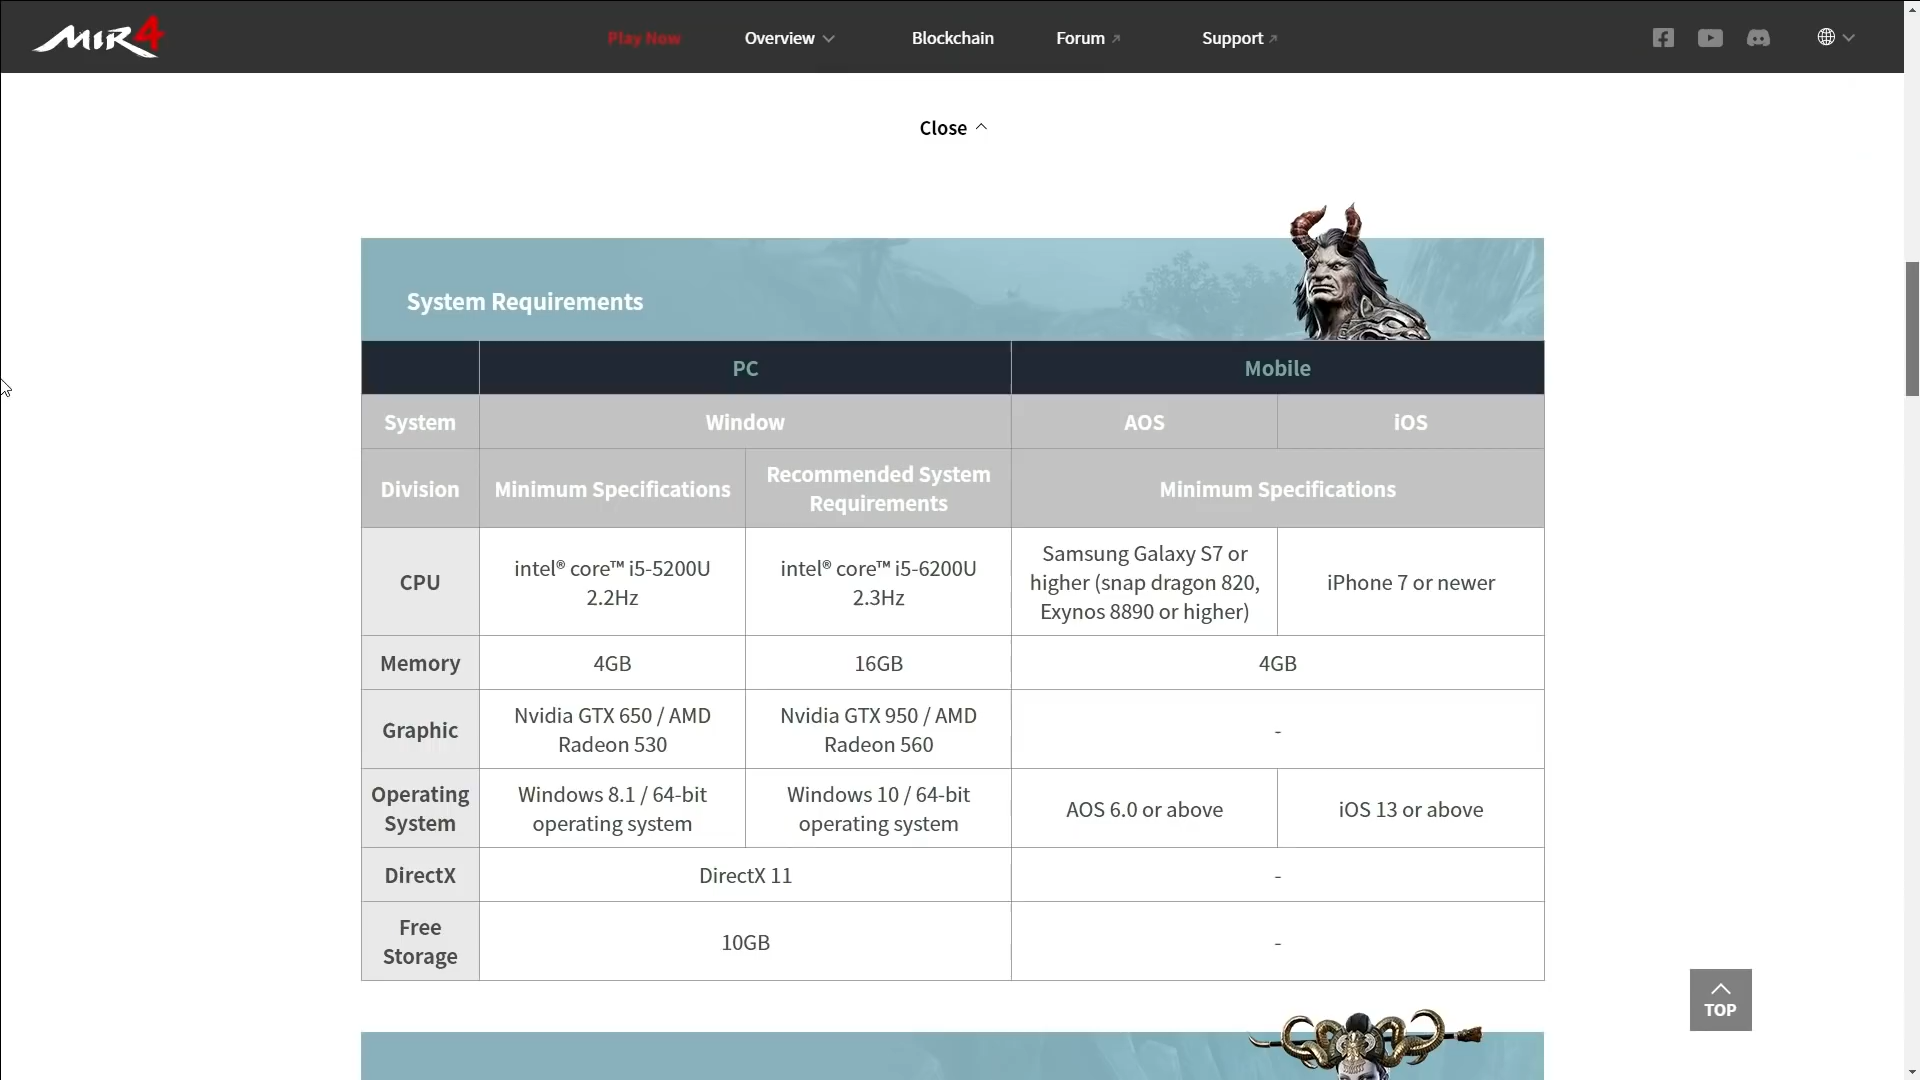 MIR4
Play Now
Overview
Blockchain
Forum
Support
Close
System Requirements
PC
Mobile
System
Window
AOS
iOS
Division
Minimum Specifications
Recommended System
Requirements
Minimum Specifications
CPU
intel® core™ i5-5200U
2.2Hz
intel® core™ i5-6200U
2.3Hz
Samsung Galaxy S7 or
higher (snap dragon 820,
Exynos 8890 or higher)
iPhone 7 or newer
Memory
4GB
16GB
4GB
Graphic
Nvidia GTX 650 / AMD
Radeon 530
Nvidia GTX 950 / AMD
Radeon 560
-
Operating
System
Windows 8.1 / 64-bit
operating system
Windows 10 / 64-bit
operating system
AOS 6.0 or above
iOS 13 or above
DirectX
DirectX 11
-
Free
Storage
10GB
-
TOP